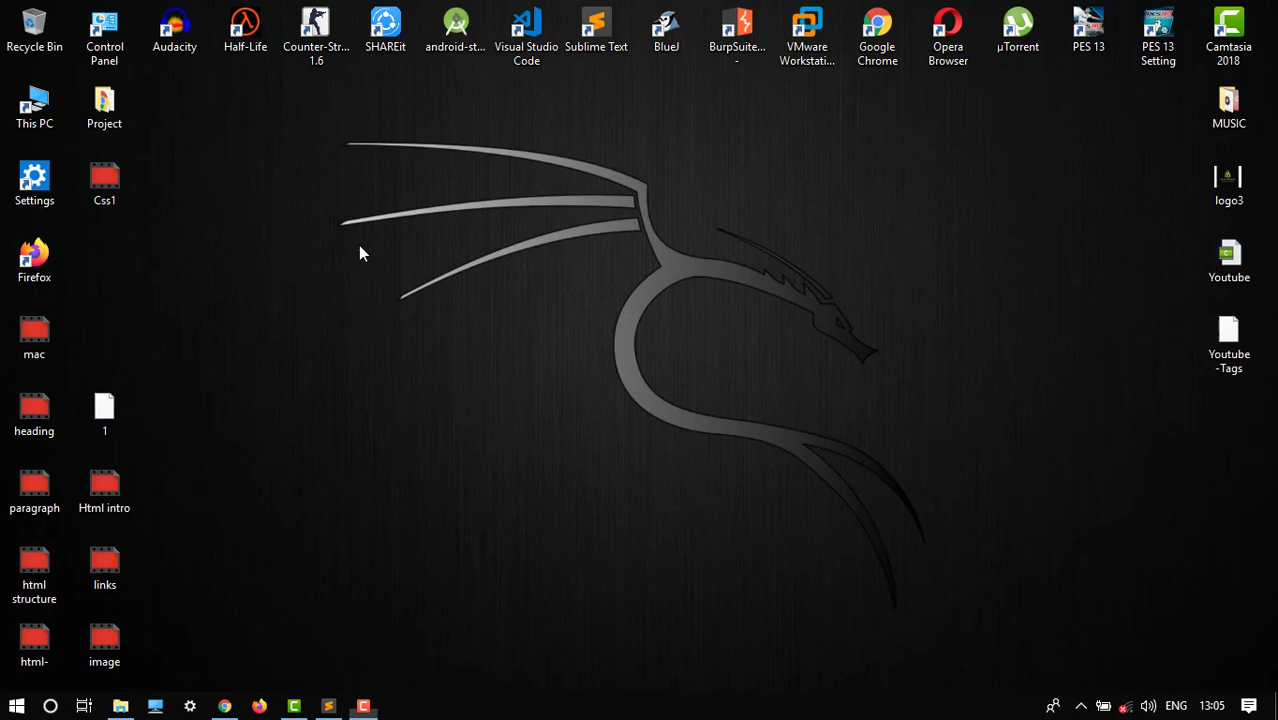 Recycle Bin
Control
Panel
Audacity
Half-Life
Counter-Str...
1.6
SHAREit
android-st...
Visual Studio
Code
Sublime Text
BlueJ
BurpSuite...
-
VMware
Workstati...
Google
Chrome
Opera
Browser
µTorrent
PES 13
PES 13
Setting
Camtasia
2018
This PC
Project
MUSIC
Settings
Css1
logo3
Firefox
Youtube
mac
Youtube
-Tags
heading
1
paragraph
Html intro
html
structure
links
html-
image
ENG
13:05